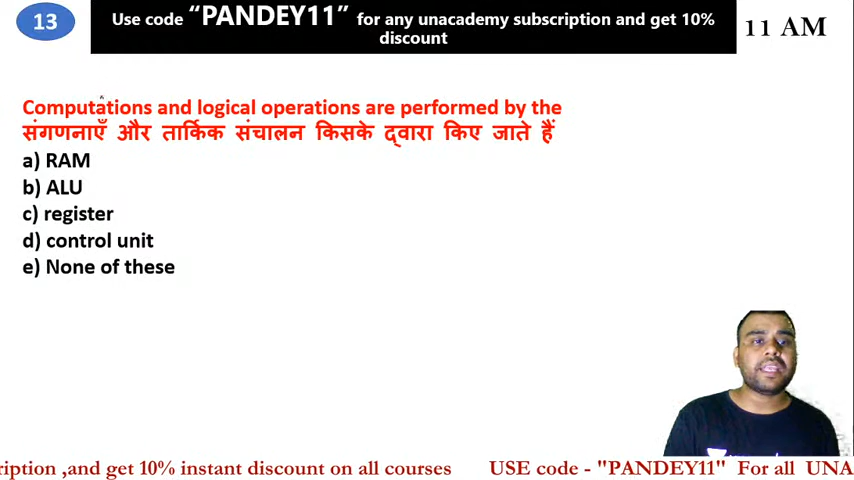 13
Use code “PANDEY11” for any unacademy subscription and get 10%
discount
11 AM
Computations and logical operations are performed by the
संगणनाएँ और तार्किक संचालन किसके द्वारा किए जाते हैं
a) RAM
b) ALU
c) register
d) control unit
e) None of these
ription ,and get 10% instant discount on all courses USE code - "PANDEY11" For all UNA